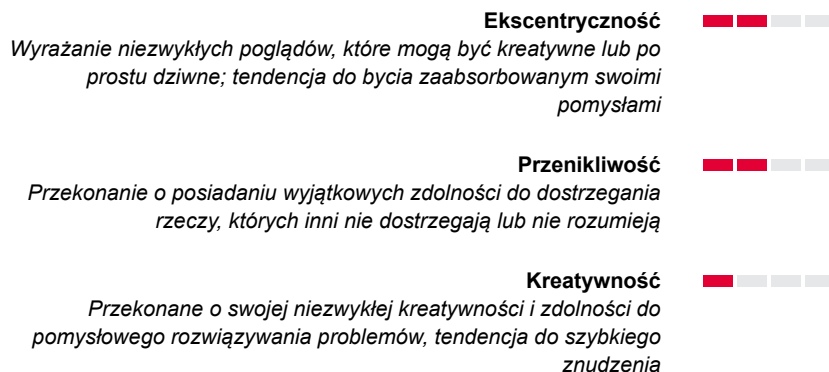 Ekscentryczność
Wyrażanie niezwykłych poglądów, które mogą być kreatywne lub po
prostu dziwne; tendencja do bycia zaabsorbowanym swoimi
pomysłami
Przenikliwość
Przekonanie o posiadaniu wyjątkowych zdolności do dostrzegania
rzeczy, których inni nie dostrzegają lub nie rozumieją
Kreatywność
Przekonane o swojej niezwykłej kreatywności i zdolności do
pomysłowego rozwiązywania problemów, tendencja do szybkiego
znudzenia